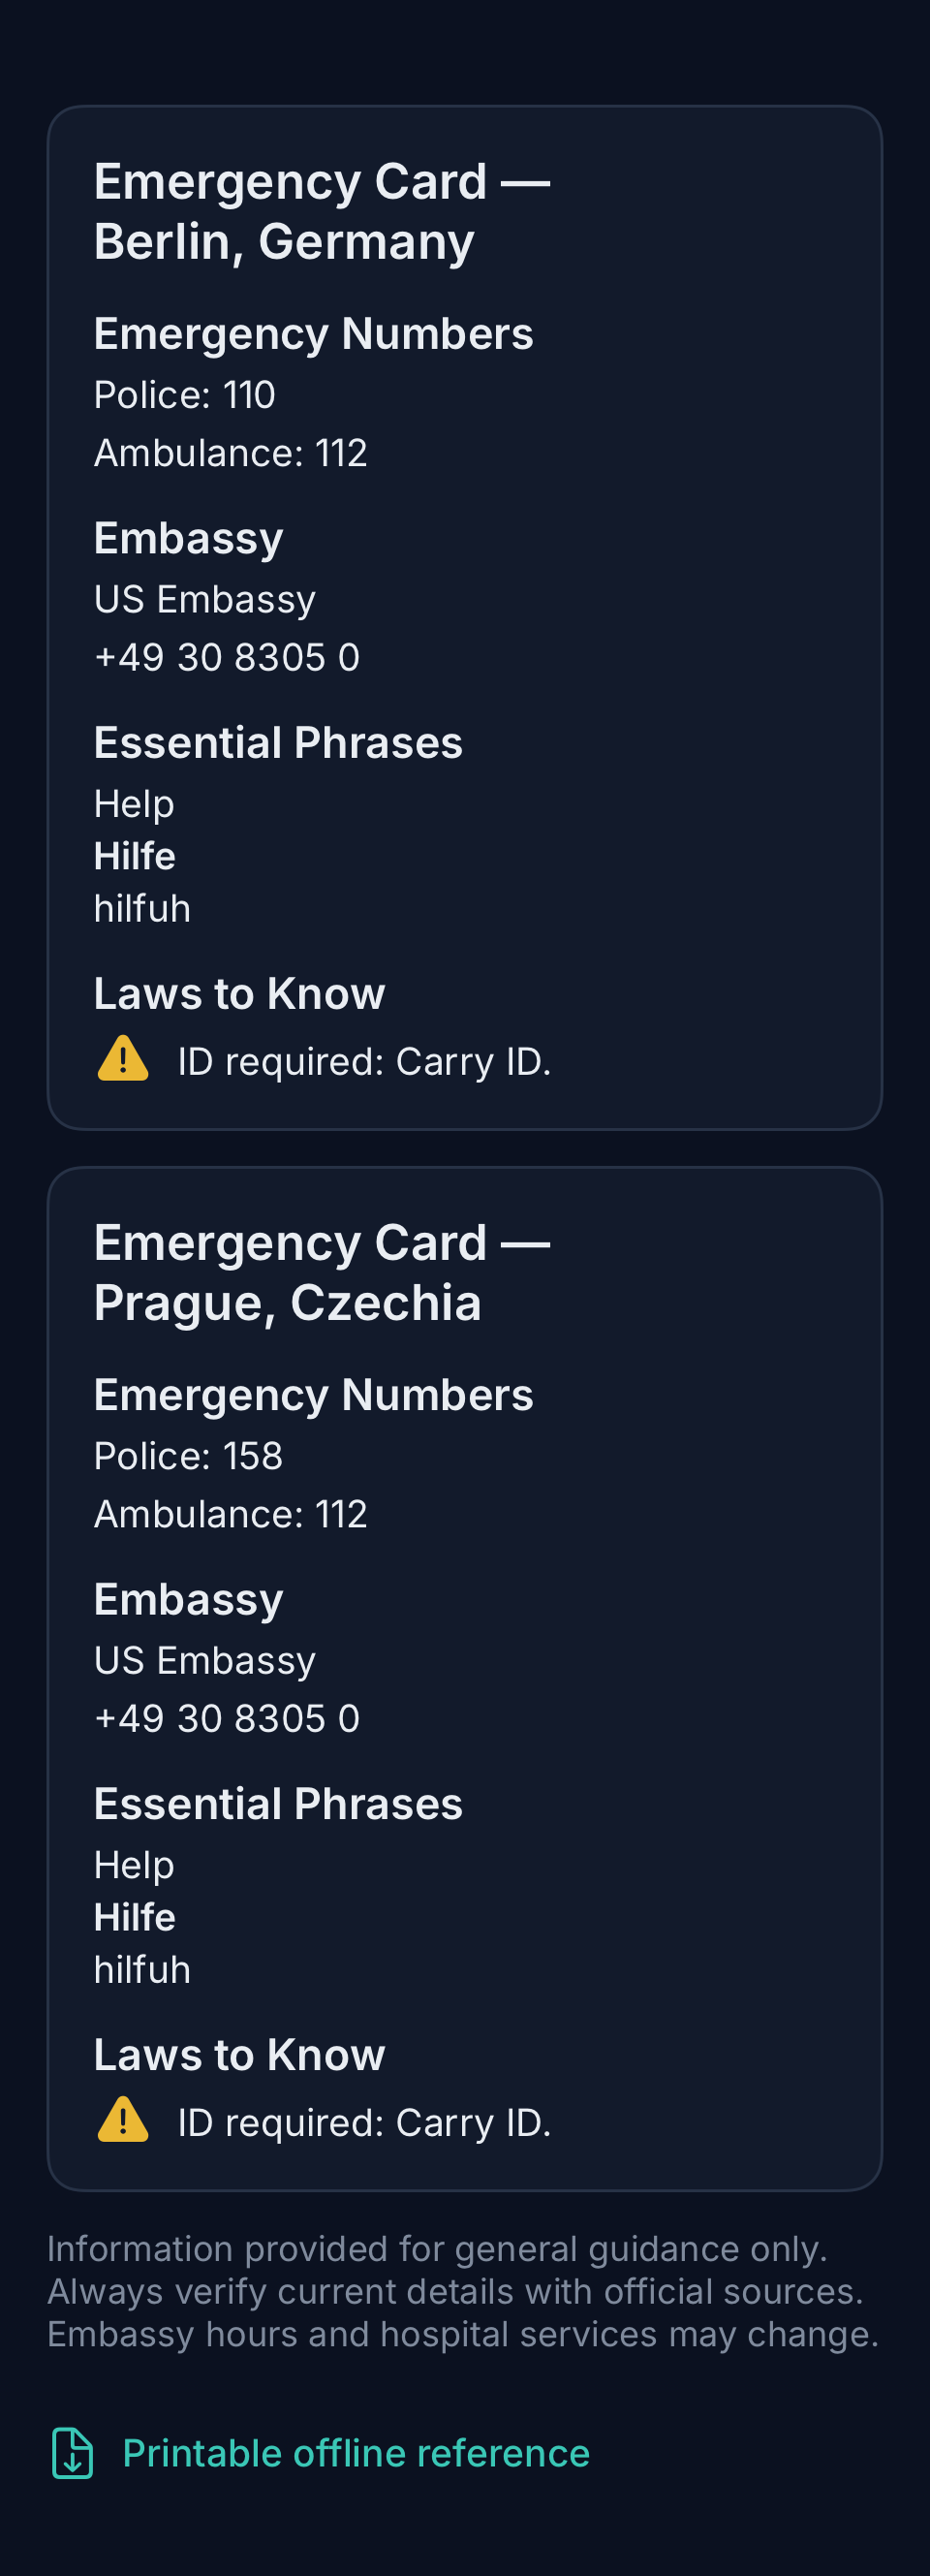 Emergency Card —
Berlin, Germany
Emergency Numbers
Police: 110
Ambulance: 112
Embassy
US Embassy
+49 30 8305 0
Essential Phrases
Help
Hilfe
hilfuh
Laws to Know
ID required: Carry ID.
Emergency Card —
Prague, Czechia
Emergency Numbers
Police: 158
Ambulance: 112
Embassy
US Embassy
+49 30 8305 0
Essential Phrases
Help
Hilfe
hilfuh
Laws to Know
ID required: Carry ID.
Information provided for general guidance only.
Always verify current details with official sources.
Embassy hours and hospital services may change.
Printable offline reference